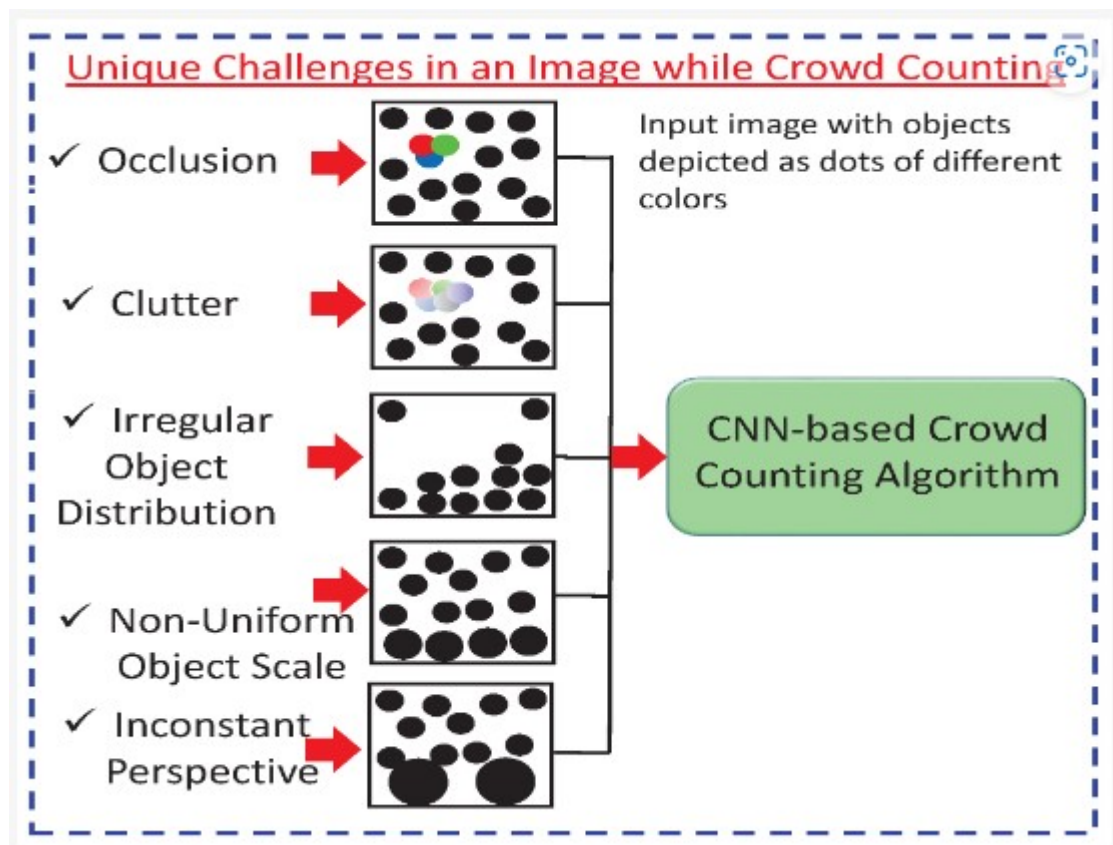 Unique Challenges in an Image while Crowd Counting
✓ Occlusion
Input image with objects
depicted as dots of different
colors
✓ Clutter
✓ Irregular
Object
Distribution
✓ Non-Uniform
Object Scale
✓ Inconstant
Perspective
CNN-based Crowd
Counting Algorithm